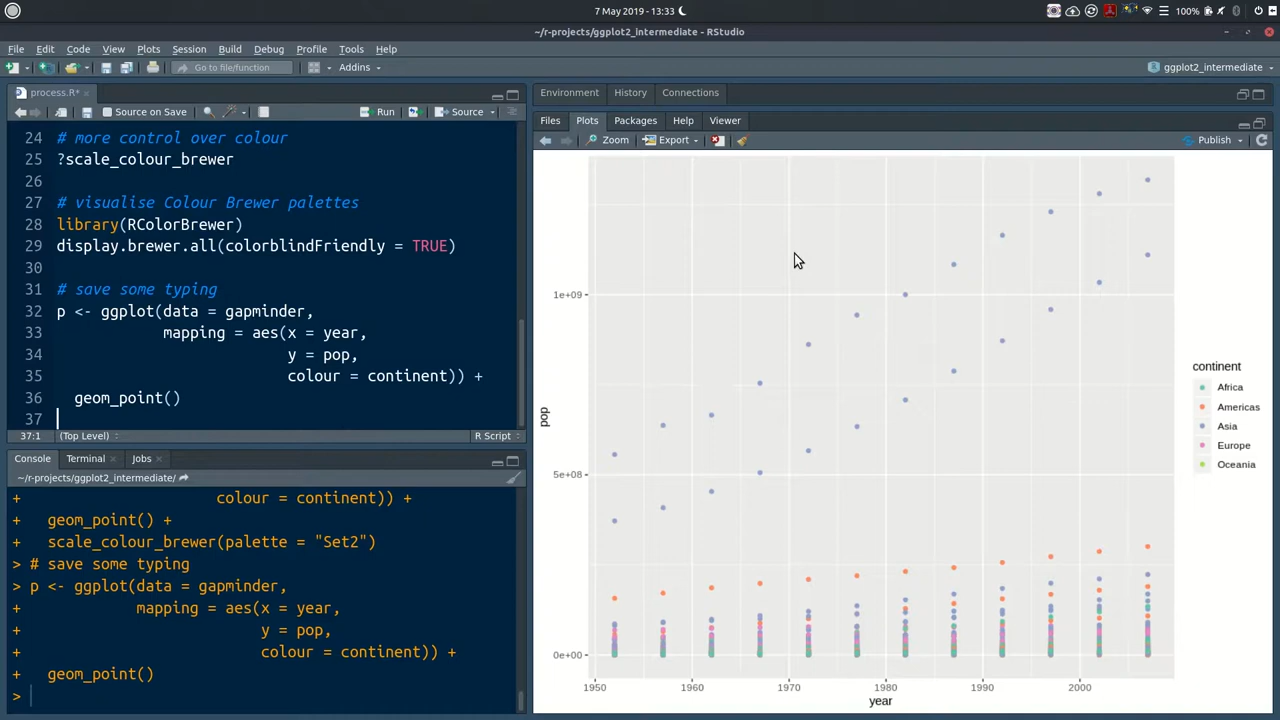 7 May 2019 - 13:33
100%
~/r-projects/ggplot2_intermediate - RStudio
File Edit Code View Plots Session Build Debug Profile Tools Help
Go to file/function Addins ggplot2_intermediate
process.R*
Source on Save Run Source
24 # more control over colour
25 ?scale_colour_brewer
26
27 # visualise Colour Brewer palettes
28 library(RColorBrewer)
29 display.brewer.all(colorblindFriendly = TRUE)
30
31 # save some typing
32 p <- ggplot(data = gapminder,
33 mapping = aes(x = year,
34 y = pop,
35 colour = continent)) +
36 geom_point()
37
37:1 (Top Level) R Script
Console Terminal Jobs
~/r-projects/ggplot2_intermediate/
+ colour = continent)) +
+ geom_point() +
+ scale_colour_brewer(palette = "Set2")
> # save some typing
> p <- ggplot(data = gapminder,
+ mapping = aes(x = year,
+ y = pop,
+ colour = continent)) +
+ geom_point()
>
Environment History Connections
Files Plots Packages Help Viewer
Zoom Export Publish
1e+09
5e+08
0e+00
pop
1950 1960 1970 1980 1990 2000
year
continent
Africa
Americas
Asia
Europe
Oceania